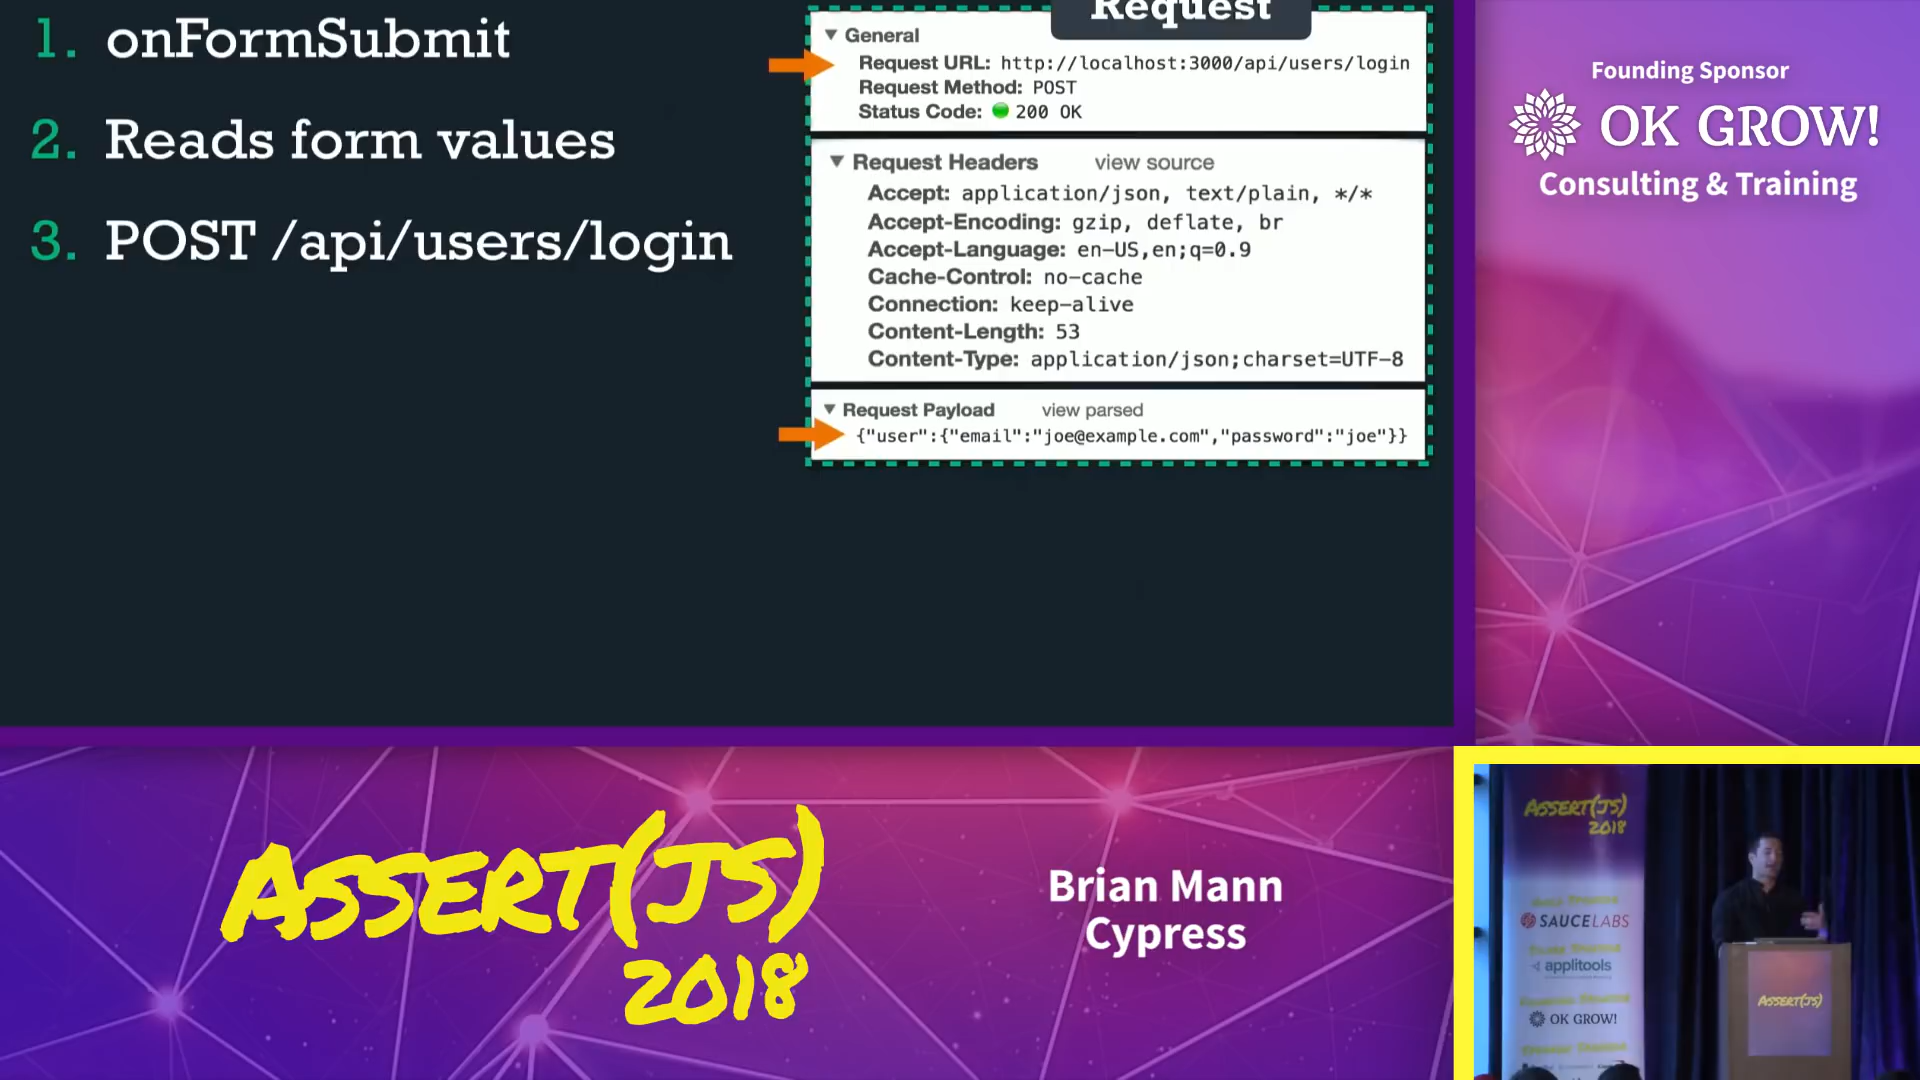 1. onFormSubmit
2. Reads form values
3. POST /api/users/login
Request
▼ General
Request URL: http://localhost:3000/api/users/login
Request Method: POST
Status Code: 200 OK
▼ Request Headers view source
Accept: application/json, text/plain, */*
Accept-Encoding: gzip, deflate, br
Accept-Language: en-US,en;q=0.9
Cache-Control: no-cache
Connection: keep-alive
Content-Length: 53
Content-Type: application/json;charset=UTF-8
▼ Request Payload view parsed
{"user":{"email":"joe@example.com","password":"joe"}}
Founding Sponsor
OK GROW!
Consulting & Training
ASSERT(JS)
2018
Brian Mann
Cypress
ASSERT(JS)
2018
SAUCELABS
applitools
OK GROW!
ASSERT(JS)